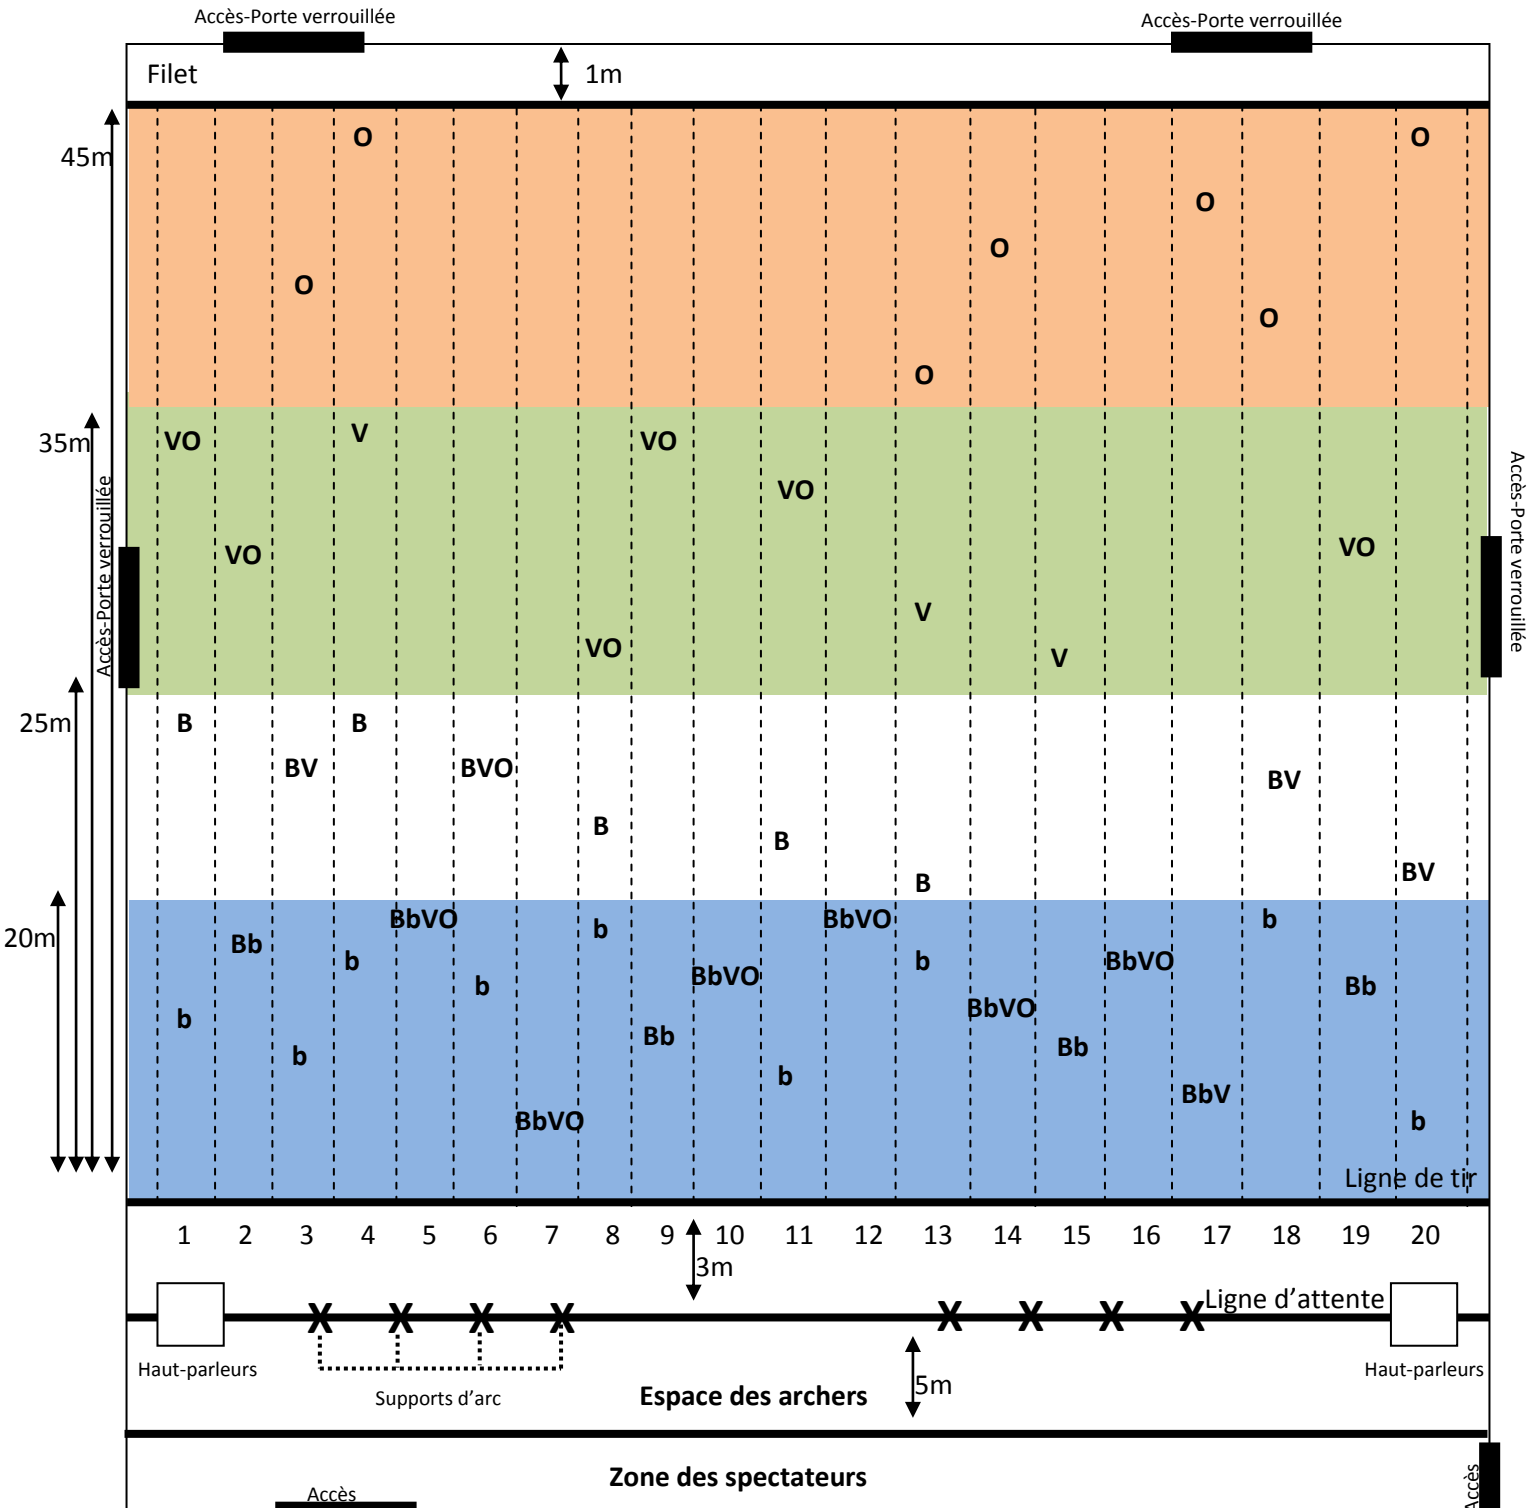 Accès-Porte verrouillée
Accès-Porte verrouillée
Filet
1m
45m
O
O
O
O
O
O
O
35m
VO
V
VO
VO
VO
VO
V
VO
V
Accès-Porte verrouillée
Accès-Porte verrouillée
25m
B
B
BV
BVO
BV
B
B
BV
B
20m
BbVO
BbVO
b
b
Bb
b
b
BbVO
BbVO
b
Bb
b
BbVO
b
Bb
Bb
b
b
BbV
BbVO
b
Ligne de tir
1 2 3 4 5 6 7 8 9 10 11 12 13 14 15 16 17 18 19 20
3m
Ligne d’attente
X X X X X X X X
Haut-parleurs
Haut-parleurs
Supports d’arc
Espace des archers
5m
Zone des spectateurs
Accès
Accès